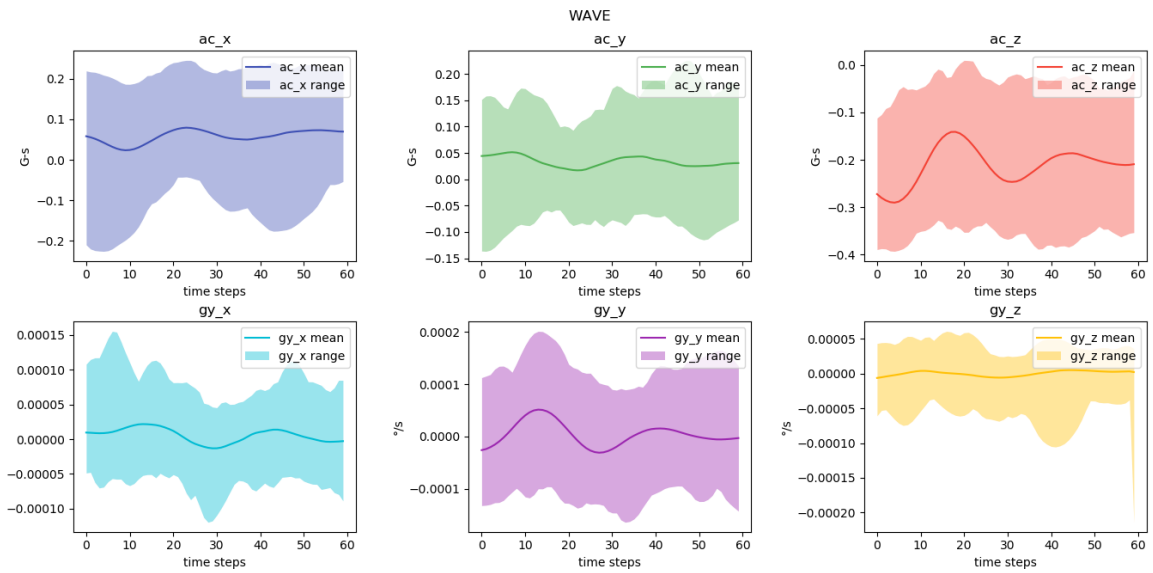 WAVE
ac_x
ac_x mean
ac_x range
0.2
0.1
0.0
−0.1
−0.2
G-s
0 10 20 30 40 50 60
time steps
ac_y
ac_y mean
ac_y range
0.20
0.15
0.10
0.05
0.00
−0.05
−0.10
−0.15
G-s
0 10 20 30 40 50 60
time steps
ac_z
ac_z mean
ac_z range
0.0
−0.1
−0.2
−0.3
−0.4
G-s
0 10 20 30 40 50 60
time steps
gy_x
gy_x mean
gy_x range
0.00015
0.00010
0.00005
0.00000
−0.00005
−0.00010
0 10 20 30 40 50 60
time steps
gy_y
gy_y mean
gy_y range
0.0002
0.0001
0.0000
−0.0001
°/s
0 10 20 30 40 50 60
time steps
gy_z
gy_z mean
gy_z range
0.00005
0.00000
−0.00005
−0.00010
−0.00015
−0.00020
°/s
0 10 20 30 40 50 60
time steps